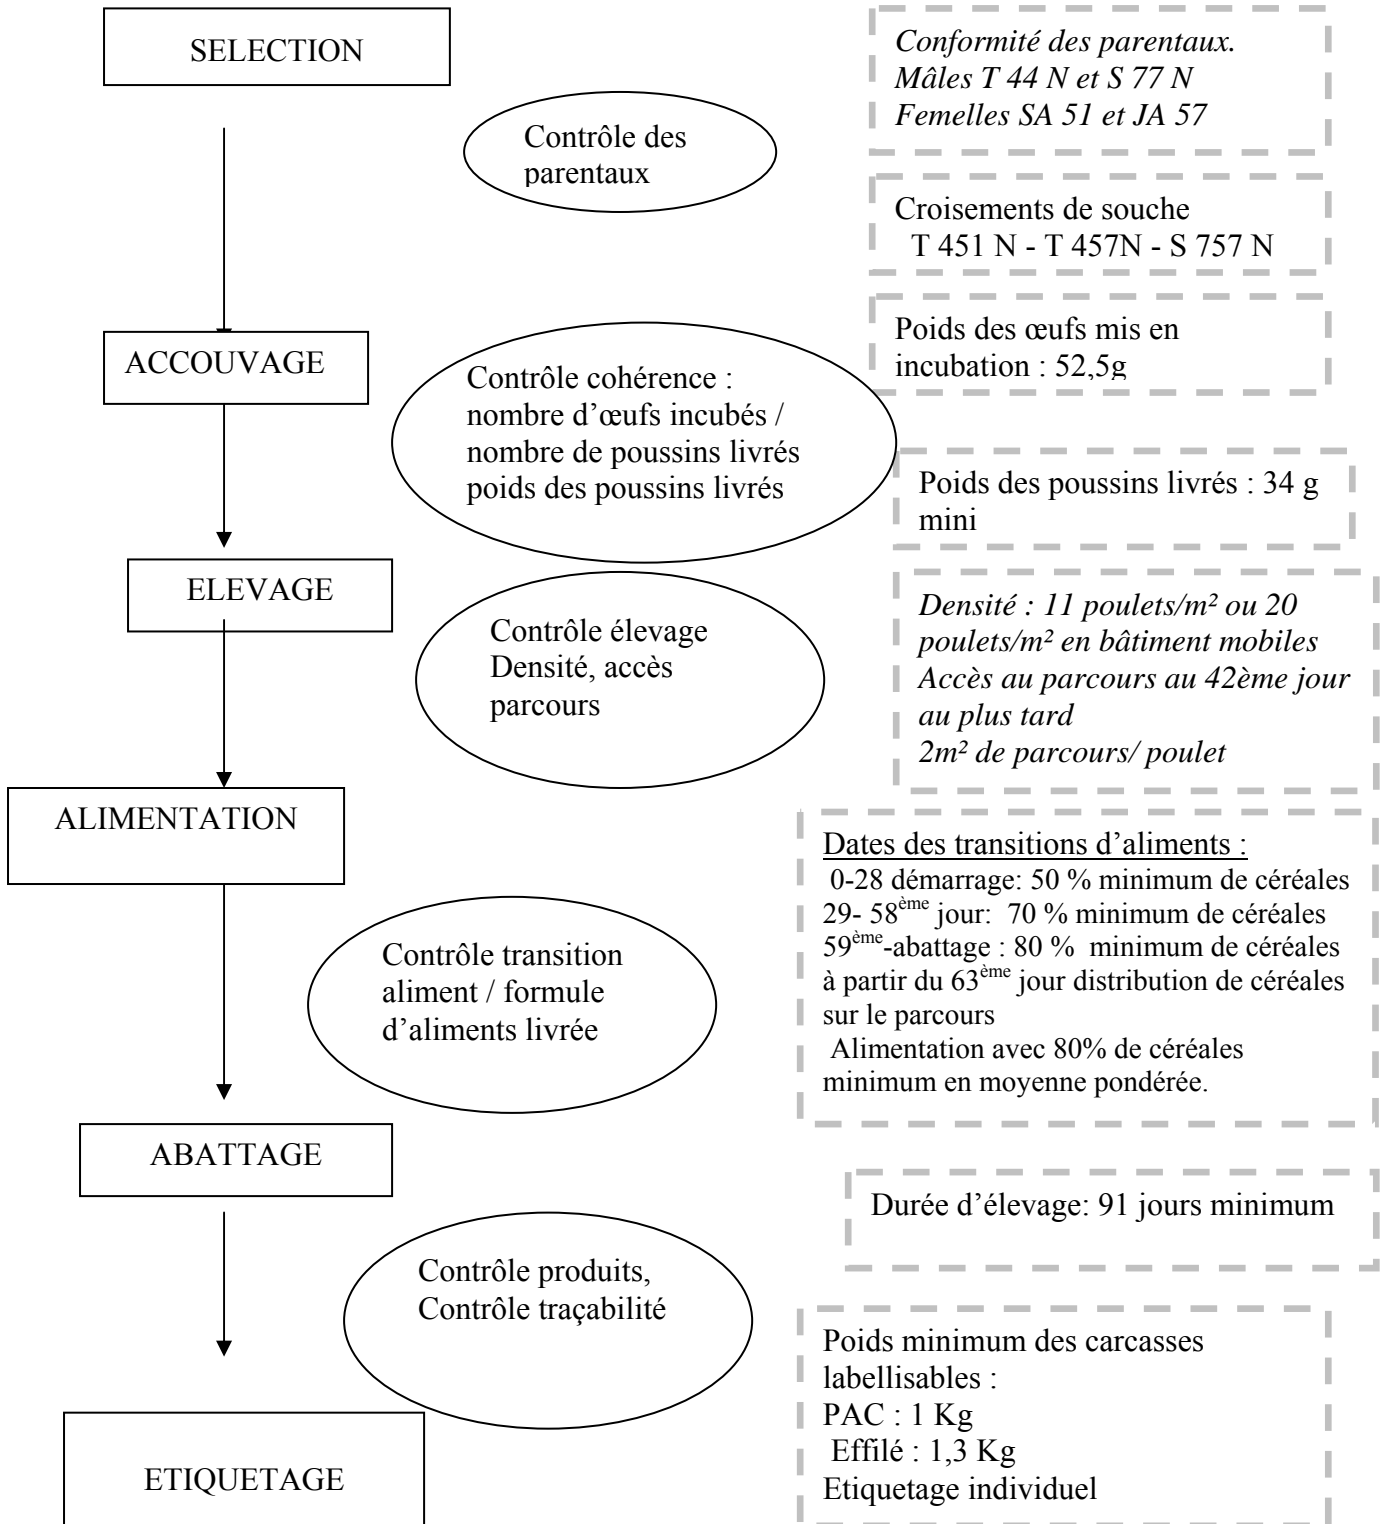 SELECTION
Conformité des parentaux.
Mâles T 44 N et S 77 N
Femelles SA 51 et JA 57
Contrôle des
parentaux
Croisements de souche
T 451 N - T 457N - S 757 N
Poids des œufs mis en
incubation : 52,5g
ACCOUVAGE
Contrôle cohérence :
nombre d’œufs incubés /
nombre de poussins livrés
poids des poussins livrés
Poids des poussins livrés : 34 g
mini
ELEVAGE
Contrôle élevage
Densité, accès
parcours
Densité : 11 poulets/m² ou 20
poulets/m² en bâtiment mobiles
Accès au parcours au 42ème jour
au plus tard
2m² de parcours/ poulet
ALIMENTATION
Dates des transitions d’aliments :
0-28 démarrage: 50 % minimum de céréales
29- 58ème jour: 70 % minimum de céréales
59ème-abattage : 80 % minimum de céréales
à partir du 63ème jour distribution de céréales
sur le parcours
Alimentation avec 80% de céréales
minimum en moyenne pondérée.
Contrôle transition
aliment / formule
d’aliments livrée
ABATTAGE
Durée d’élevage: 91 jours minimum
Contrôle produits,
Contrôle traçabilité
Poids minimum des carcasses
labellisables :
PAC : 1 Kg
Effilé : 1,3 Kg
Etiquetage individuel
ETIQUETAGE